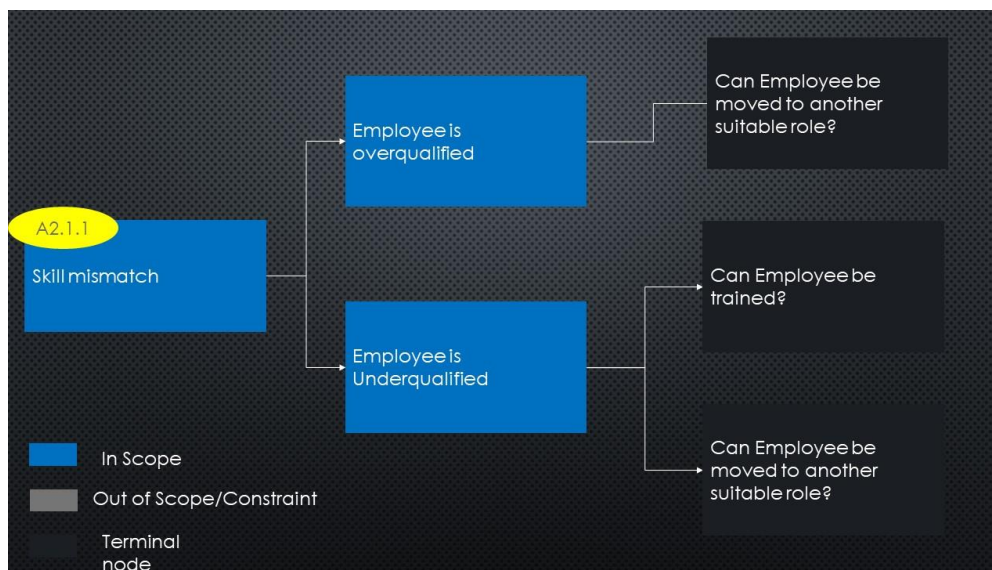 Can Employee be
moved to another
suitable role?
Employee is
overqualified
A2.1.1
Skill mismatch
Can Employee be
trained?
Employee is
Underqualified
Can Employee be
moved to another
suitable role?
In Scope
Out of Scope/Constraint
Terminal
node